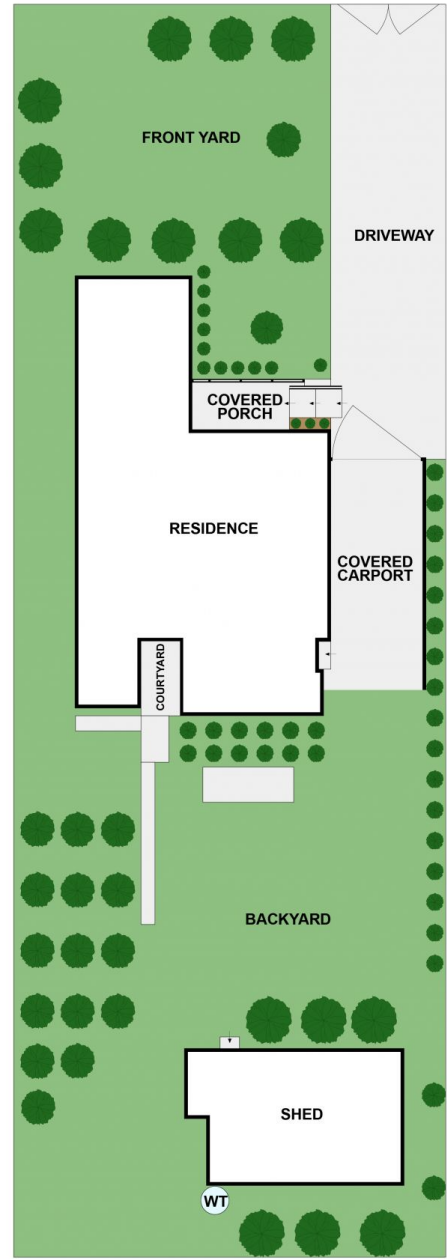 FRONT YARD
DRIVEWAY
COVERED
PORCH
RESIDENCE
COVERED
CARPORT
COURTYARD
BACKYARD
SHED
WT